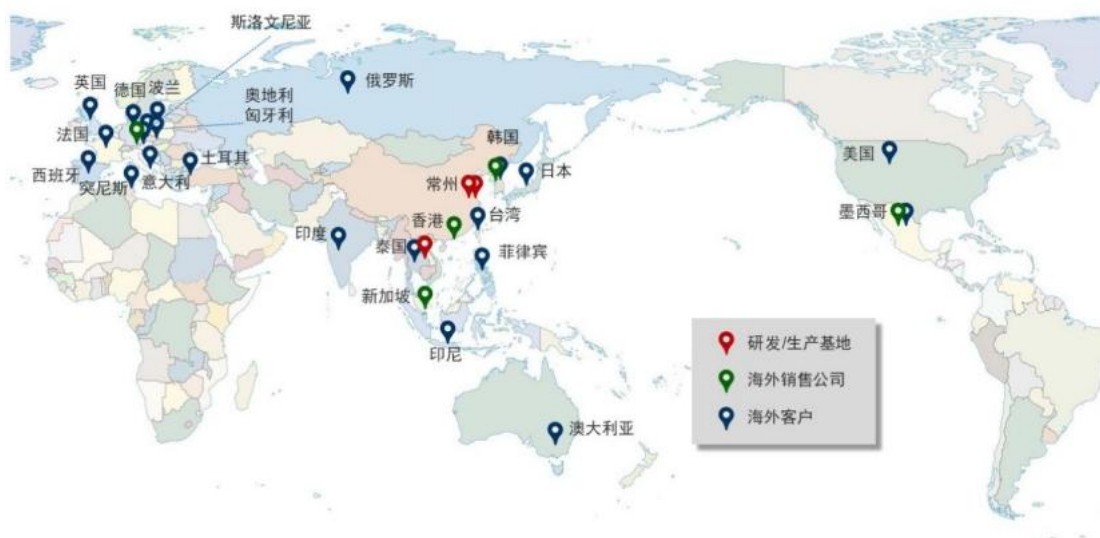 斯洛文尼亚
英国
德国
波兰
奥地利
匈牙利
俄罗斯
法国
西班牙
突尼斯
意大利
土耳其
韩国
日本
常州
美国
香港
台湾
墨西哥
印度
泰国
菲律宾
新加坡
印尼
澳大利亚
研发/生产基地
海外销售公司
海外客户